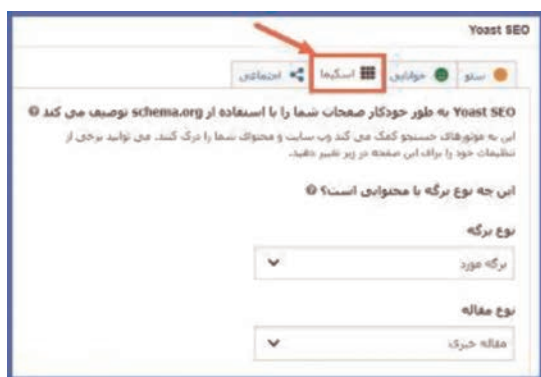 Yoast SEO
سئو خوانایی اسکیما اجتماعی
Yoast SEO به طور خودکار صفحات شما را با استفاده از schema.org توصیف می کند
این به موتورهای جستجو کمک می کند وب سایت و محتوای شما را درک کنند. می توانید برخی از
تنظیمات خود را برای این صفحه در زیر تغییر دهید.
این چه نوع برگه یا محتوایی است؟
نوع برگه
برگه مورد
نوع مقاله
مقاله خبری